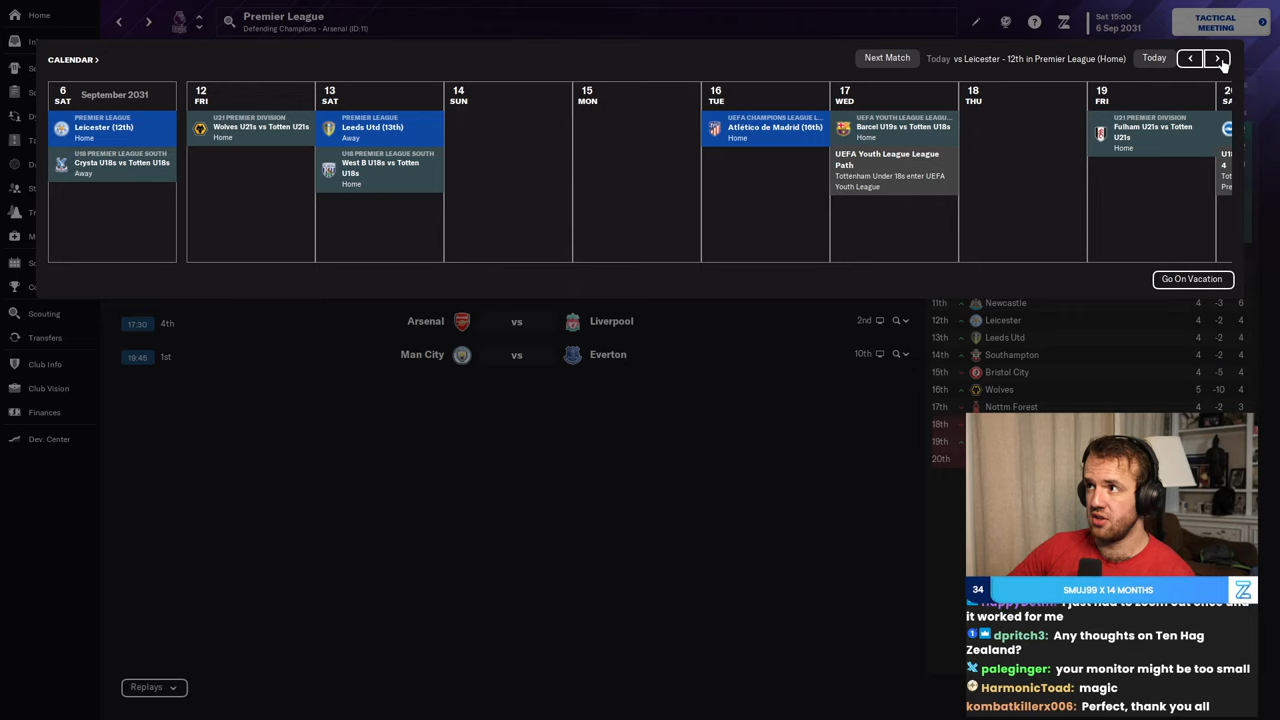 Home
Premier League
Defending Champions - Arsenal (ID:11)
Sat 15:00
6 Sep 2031
TACTICAL
MEETING
CALENDAR
Next Match
Today vs Leicester - 12th in Premier League (Home)
Today
6
SAT
September 2031
12
FRI
13
SAT
14
SUN
15
MON
16
TUE
17
WED
18
THU
19
FRI
PREMIER LEAGUE
Leicester (12th)
Home
U18 PREMIER LEAGUE SOUTH
Crysta U18s vs Totten U18s
Away
U21 PREMIER DIVISION
Wolves U21s vs Totten U21s
Home
PREMIER LEAGUE
Leeds Utd (13th)
Away
U18 PREMIER LEAGUE SOUTH
West B U18s vs Totten
U18s
Home
UEFA CHAMPIONS LEAGUE L...
Atlético de Madrid (16th)
Home
UEFA YOUTH LEAGUE LEAGU...
Barcel U19s vs Totten U18s
Home
UEFA Youth League League
Path
Tottenham Under 18s enter UEFA
Youth League
U21 PREMIER DIVISION
Fulham U21s vs Totten
U21s
Home
Go On Vacation
Scouting
Transfers
Club Info
Club Vision
Finances
Dev. Center
17:30 4th Arsenal vs Liverpool 2nd
19:45 1st Man City vs Everton 10th
11th Newcastle 4 -3 6
12th Leicester 4 -2 4
13th Leeds Utd 4 -2 4
14th Southampton 4 -2 4
15th Bristol City 4 -5 4
16th Wolves 5 -10 4
17th Nottm Forest 4 -2 3
18th
19th
20th
Replays
34 SMUJ99 X 14 MONTHS
it worked for me
dpritch3: Any thoughts on Ten Hag
Zealand?
paleginger: your monitor might be too small
HarmonicToad: magic
kombatkillerx006: Perfect, thank you all